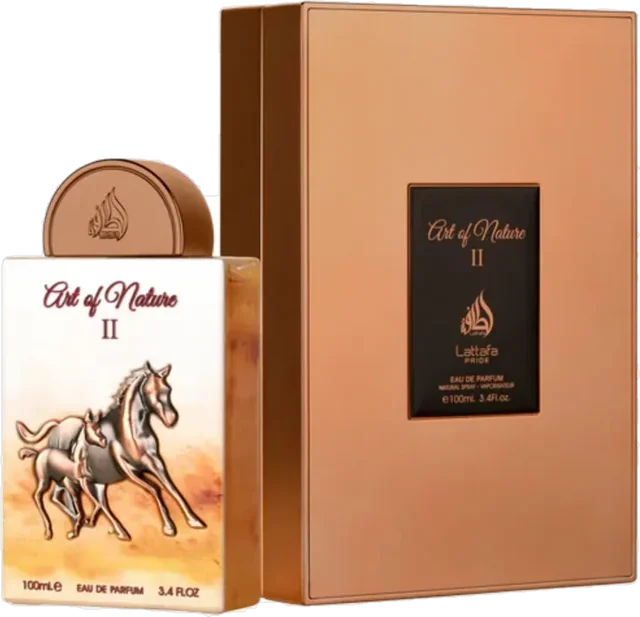 Art of Nature
II
100ml.e EAU DE PARFUM 3.4 FLOZ
Art of Nature
II
Lattafa
PRIDE
EAU DE PARFUM
NATURAL SPRAY - VAPORISATEUR
e100ml. 3.4Fl.oz.